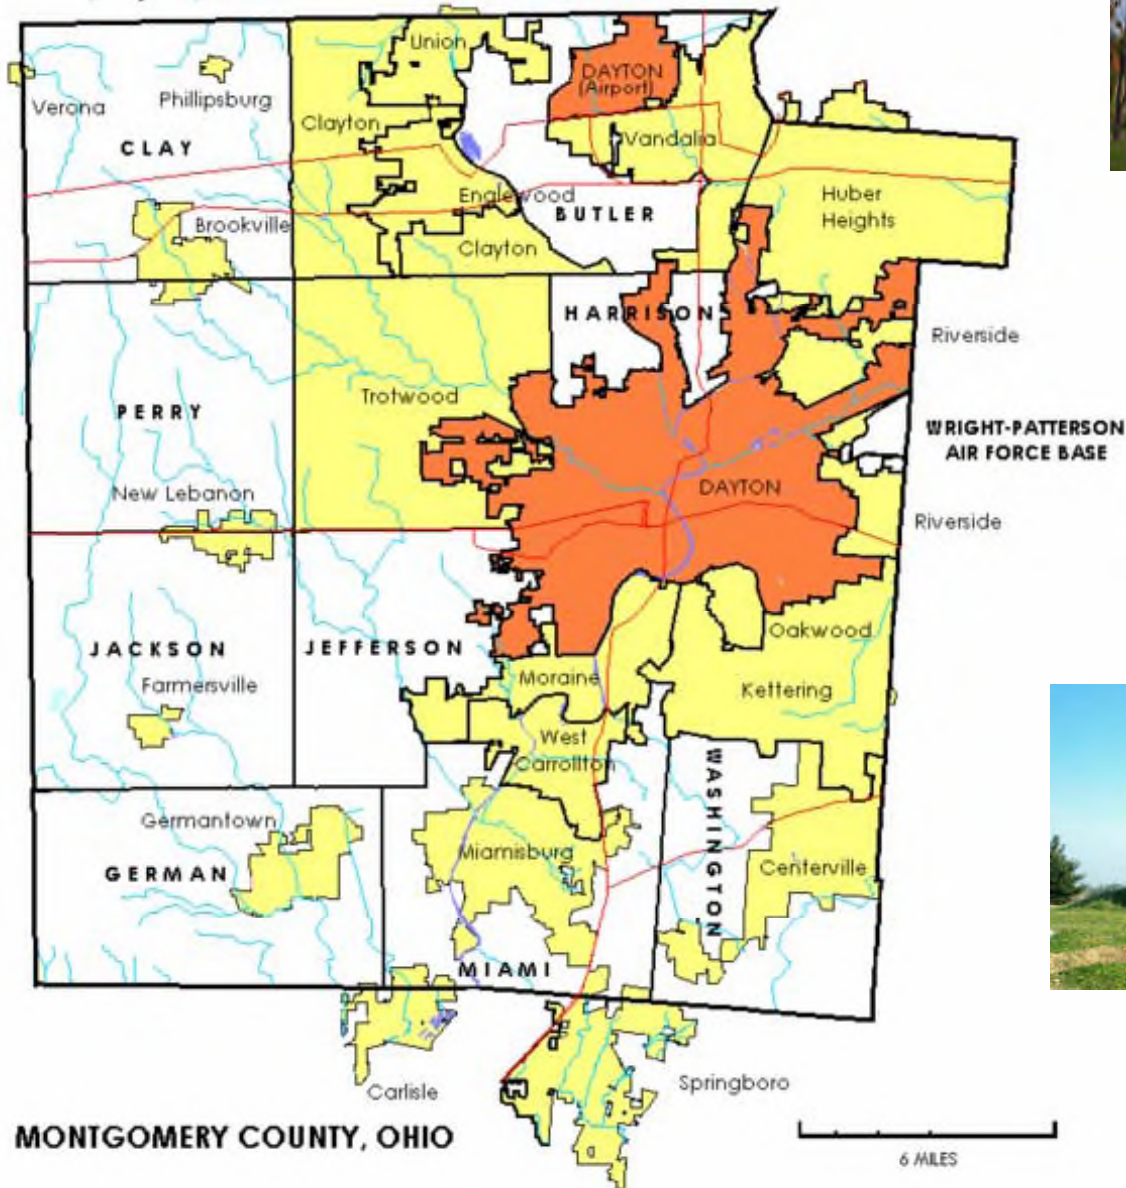 Union
DAYTON
(Airport)
Verona
Phillipsburg
Clayton
Vandalia
CLAY
Englewood
Huber
Heights
BUTLER
Brookville
Clayton
HARRISON
Riverside
Trotwood
PERRY
WRIGHT-PATTERSON
AIR FORCE BASE
New Lebanon
DAYTON
Riverside
Oakwood
JACKSON
JEFFERSON
Moraine
Farmersville
Kettering
West
Carrollton
WASHINGTON
Germantown
Miamisburg
GERMAN
Centerville
MIAMI
Carlisle
Springboro
MONTGOMERY COUNTY, OHIO
6 MILES